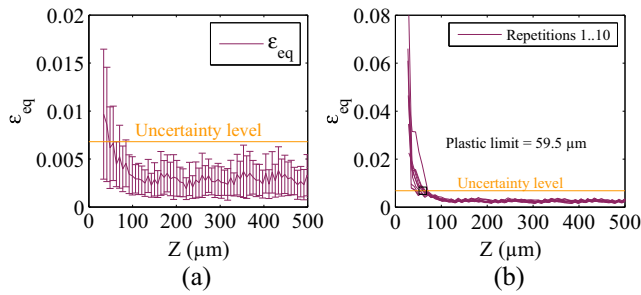 0.02
0.015
0.01
0.005
0
ε_eq
ε_eq
Uncertainty level
0 100 200 300 400 500
Z (µm)
(a)
0.08
0.06
0.04
0.02
0
ε_eq
Repetitions 1..10
Plastic limit = 59.5 µm
Uncertainty level
0 100 200 300 400 500
Z (µm)
(b)